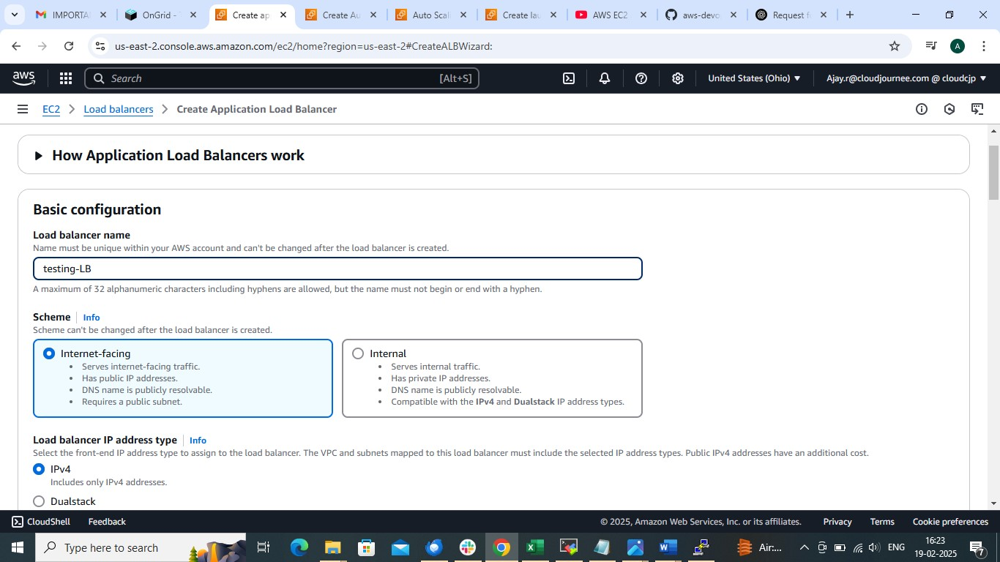 IMPORTA
OnGrid -
Create ap
Create Au
Auto Scali
Create lau
AWS EC2
aws-devo
Request f
us-east-2.console.aws.amazon.com/ec2/home?region=us-east-2#CreateALBWizard:
A
aws
Search
[Alt+S]
United States (Ohio)
Ajay.r@cloudjournee.com @ cloudcjp
EC2
Load balancers
Create Application Load Balancer
How Application Load Balancers work
Basic configuration
Load balancer name
Name must be unique within your AWS account and can't be changed after the load balancer is created.
testing-LB
A maximum of 32 alphanumeric characters including hyphens are allowed, but the name must not begin or end with a hyphen.
Scheme Info
Scheme can't be changed after the load balancer is created.
Internet-facing
• Serves internet-facing traffic.
• Has public IP addresses.
• DNS name is publicly resolvable.
• Requires a public subnet.
Internal
• Serves internal traffic.
• Has private IP addresses.
• DNS name is publicly resolvable.
• Compatible with the IPv4 and Dualstack IP address types.
Load balancer IP address type Info
Select the front-end IP address type to assign to the load balancer. The VPC and subnets mapped to this load balancer must include the selected IP address types. Public IPv4 addresses have an additional cost.
IPv4
Includes only IPv4 addresses.
Dualstack
CloudShell
Feedback
© 2025, Amazon Web Services, Inc. or its affiliates.
Privacy
Terms
Cookie preferences
Type here to search
Air:...
ENG
16:23
19-02-2025
7